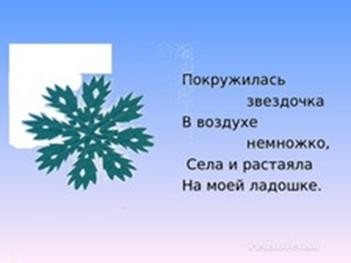 Покружилась
звездочка
В воздухе
немножко,
Села и растаяла
На моей ладошке.